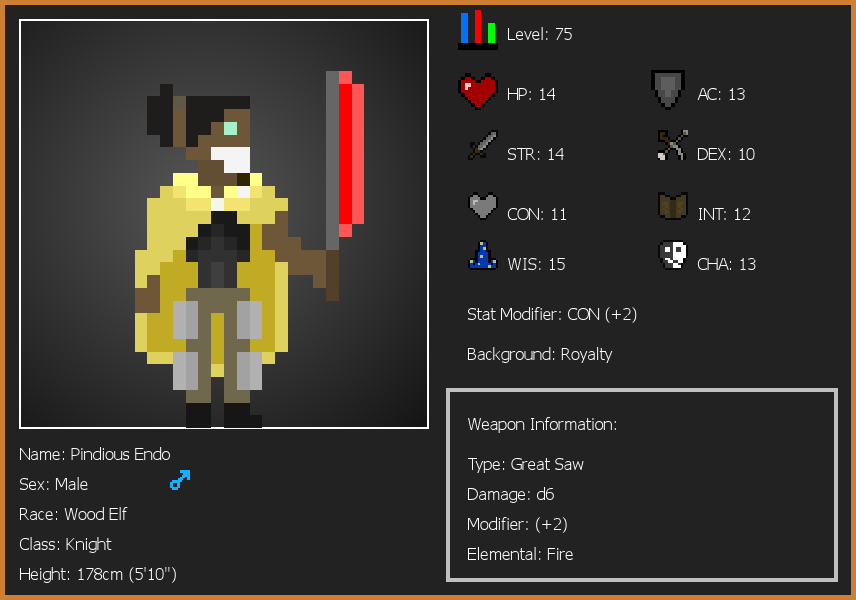 Level: 75
HP: 14
AC: 13
STR: 14
DEX: 10
CON: 11
INT: 12
WIS: 15
CHA: 13
Stat Modifier: CON (+2)
Background: Royalty
Weapon Information:
Type: Great Saw
Damage: d6
Modifier: (+2)
Elemental: Fire
Name: Pindious Endo
Sex: Male
Race: Wood Elf
Class: Knight
Height: 178cm (5'10")